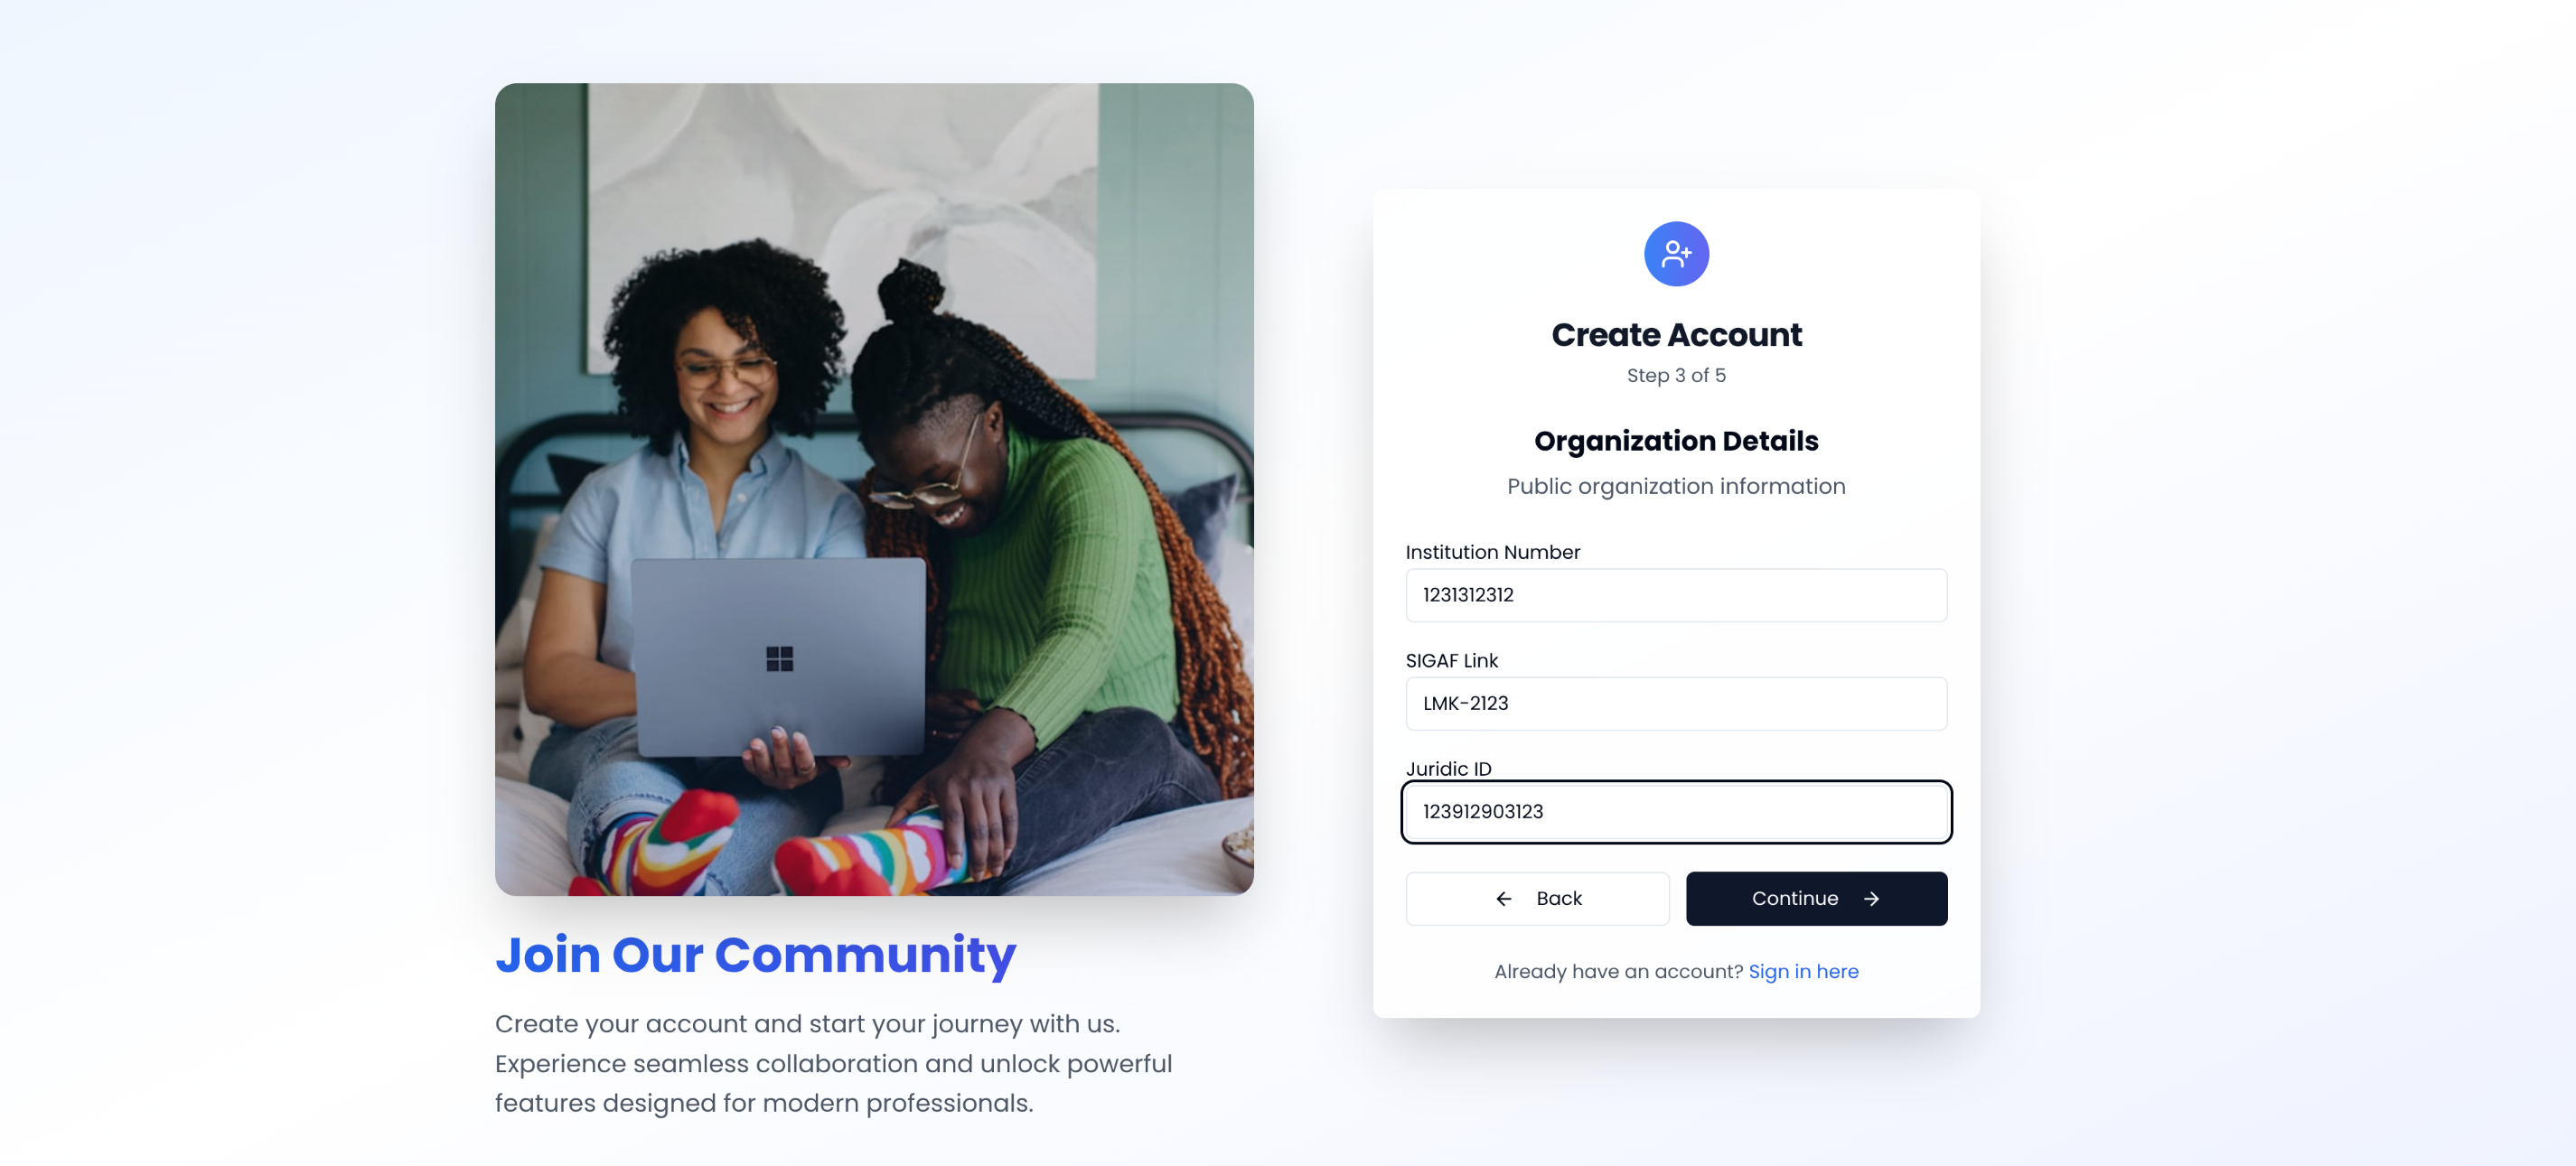 Join Our Community
Create your account and start your journey with us.
Experience seamless collaboration and unlock powerful
features designed for modern professionals.
Create Account
Step 3 of 5
Organization Details
Public organization information
Institution Number
1231312312
SIGAF Link
LMK-2123
Juridic ID
123912903123
Back
Continue
Already have an account? Sign in here